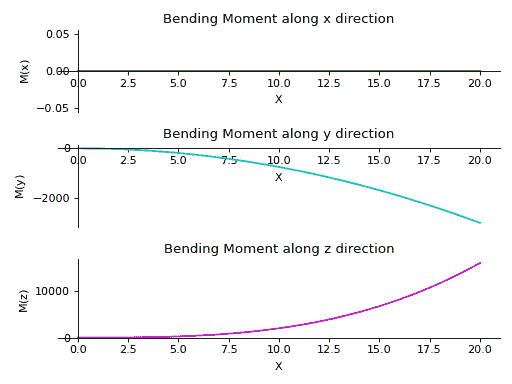 Bending Moment along x direction
0.05
0.00
−0.05
M(x)
0.0 2.5 5.0 7.5 10.0 12.5 15.0 17.5 20.0
X
Bending Moment along y direction
0
−2000
M(y)
0.0 2.5 5.0 7.5 10.0 12.5 15.0 17.5 20.0
X
Bending Moment along z direction
10000
0
M(z)
0.0 2.5 5.0 7.5 10.0 12.5 15.0 17.5 20.0
X